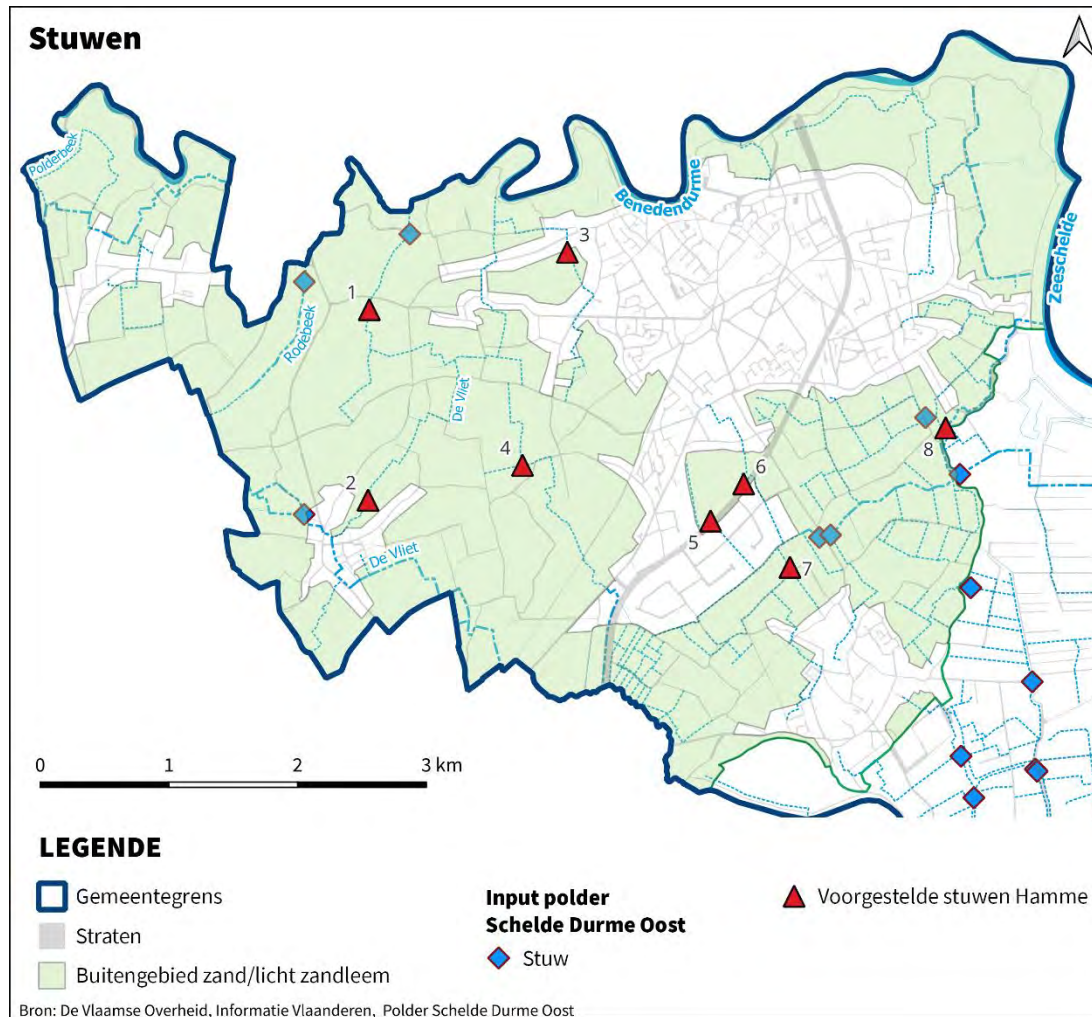 Stuwen
Polderbeek
Benedendurme
Zeeschelde
3
1
Rodebeek
De Vliet
8
4
6
2
5
De Vliet
7
0 1 2 3 km
LEGENDE
Gemeentegrens
Straten
Buitengebied zand/licht zandleem
Input polder
Schelde Durme Oost
Stuw
Voorgestelde stuwen Hamme
Bron: De Vlaamse Overheid, Informatie Vlaanderen, Polder Schelde Durme Oost